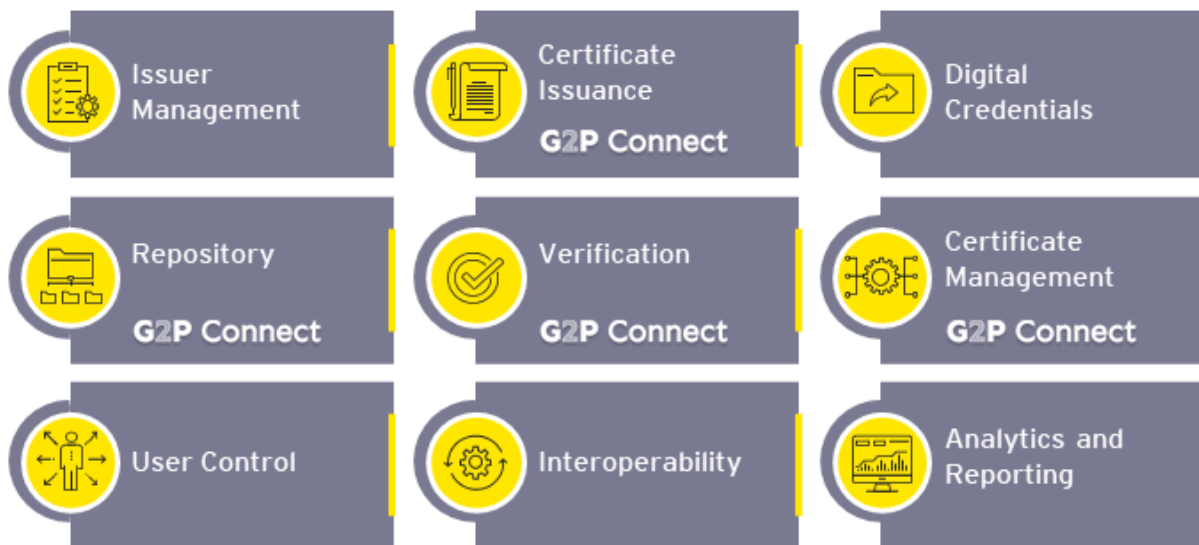 Issuer
Management
Certificate
Issuance
G2P Connect
Digital
Credentials
Repository
G2P Connect
Verification
G2P Connect
Certificate
Management
G2P Connect
User Control
Interoperability
Analytics and
Reporting